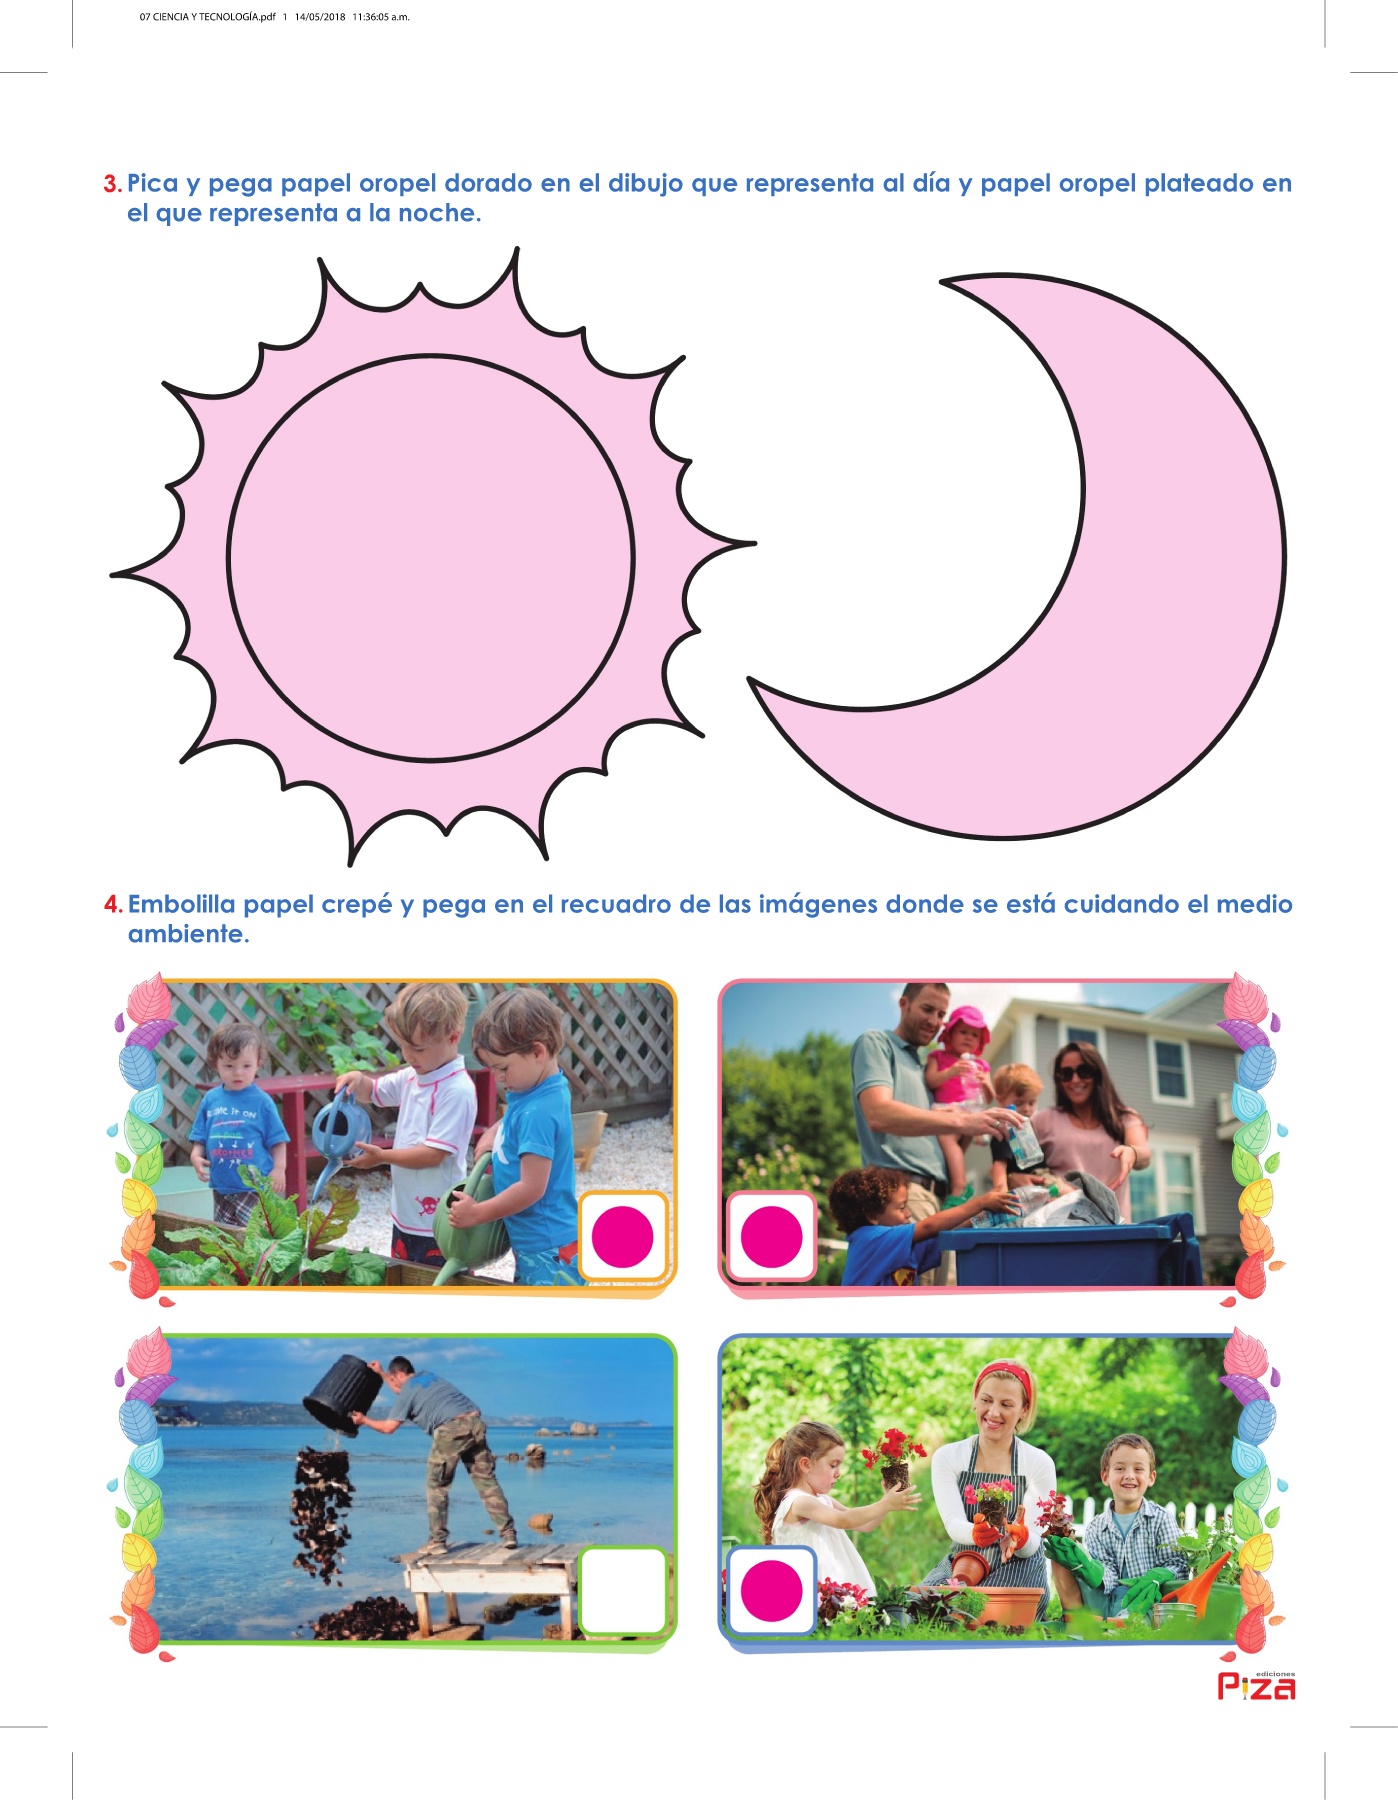 07 CIENCIA Y TECNOLOGÍA.pdf 1 14/05/2018 11:36:05 a.m.
3. Pica y pega papel oropel dorado en el dibujo que representa al día y papel oropel plateado en
el que representa a la noche.
4. Embolilla papel crepé y pega en el recuadro de las imágenes donde se está cuidando el medio
ambiente.
ediciones
Piza